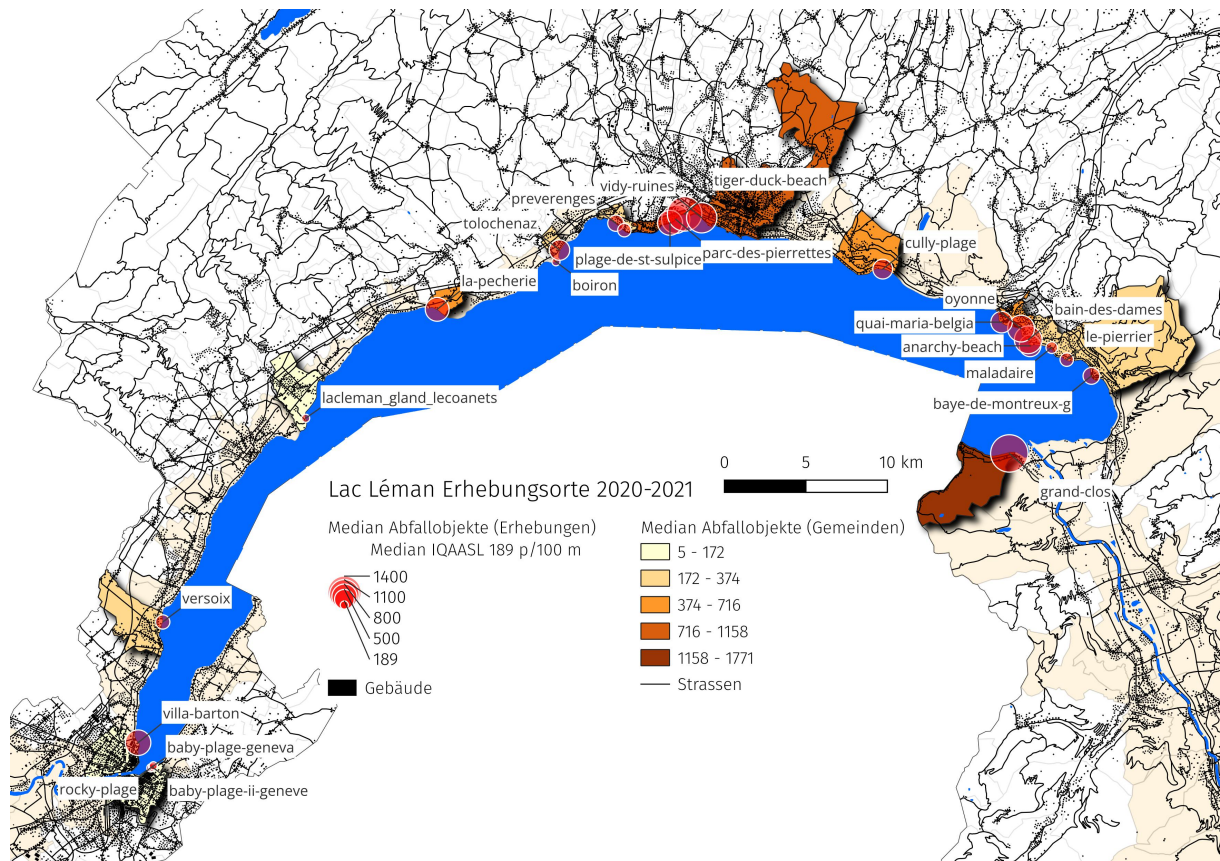 vidy-ruines
tiger-duck-beach
preverenges
tolochenaz
cully-plage
plage-de-st-sulpice
parc-des-pierrettes
la-pecherie
boiron
oyonne
bain-des-dames
quai-maria-belgia
le-pierrier
anarchy-beach
maladaire
lacleman_gland_lecoanets
baye-de-montreux-g
0 5 10 km
Lac Léman Erhebungsorte 2020-2021
grand-clos
Median Abfallobjekte (Erhebungen)
Median IQAASL 189 p/100 m
1400
1100
800
500
189
Gebäude
Median Abfallobjekte (Gemeinden)
5 - 172
172 - 374
374 - 716
716 - 1158
1158 - 1771
Strassen
versoix
villa-barton
baby-plage-geneva
rocky-plage
baby-plage-ii-geneve